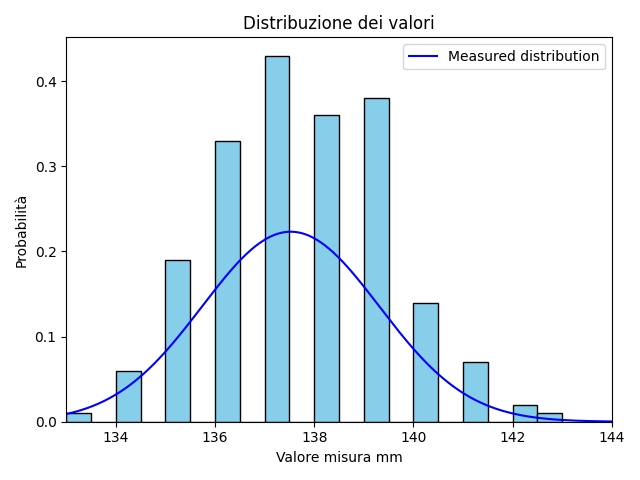 Distribuzione dei valori
Measured distribution
0.4
0.3
0.2
0.1
0.0
Probabilità
134 136 138 140 142 144
Valore misura mm